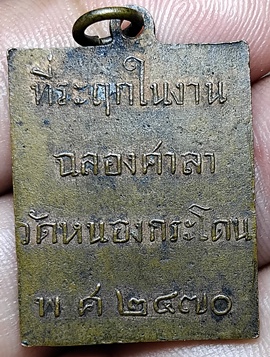 ที่ระฤกในงาน
ฉลองศาลา
วัดหนองกระโดน
พ ศ ๒๔๗๐